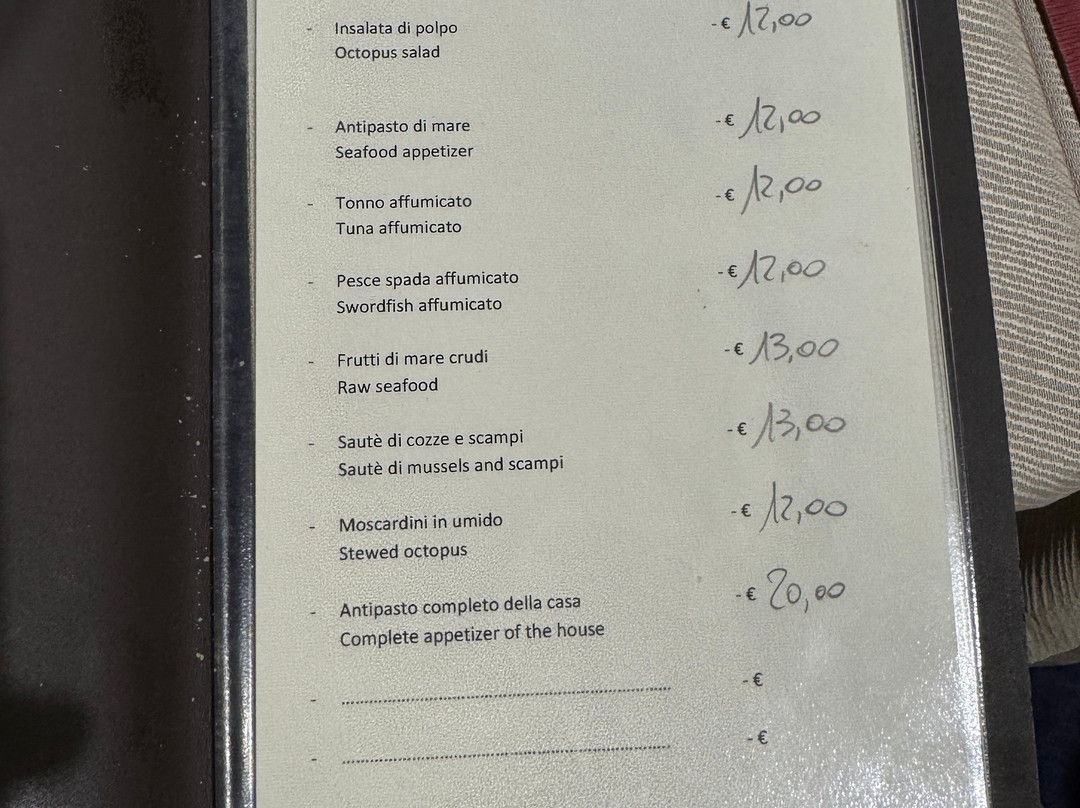 - Insalata di polpo -€ 12,00
Octopus salad
- Antipasto di mare -€ 12,00
Seafood appetizer
- Tonno affumicato -€ 12,00
Tuna affumicato
- Pesce spada affumicato -€ 12,00
Swordfish affumicato
- Frutti di mare crudi -€ 13,00
Raw seafood
- Sautè di cozze e scampi -€ 13,00
Sautè di mussels and scampi
- Moscardini in umido -€ 12,00
Stewed octopus
- Antipasto completo della casa -€ 20,00
Complete appetizer of the house
- ........................................................................ -€
- ........................................................................ -€